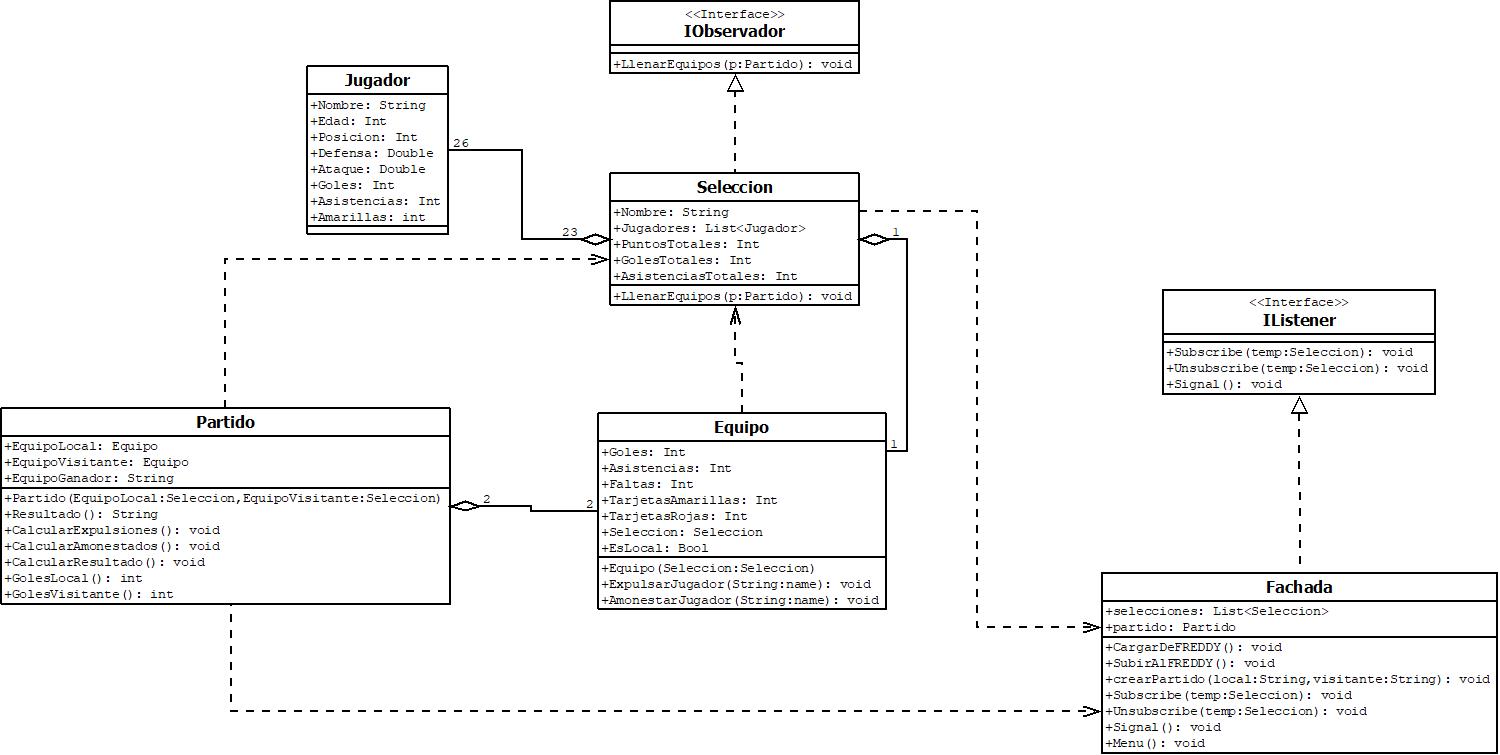 <<Interface>>
IObservador
+LlenarEquipos(p:Partido): void
Jugador
+Nombre: String
+Edad: Int
+Posicion: Int
+Defensa: Double
+Ataque: Double
+Goles: Int
+Asistencias: Int
+Amarillas: int
26
23
Seleccion
+Nombre: String
+Jugadores: List<Jugador>
+PuntosTotales: Int
+GolesTotales: Int
+AsistenciasTotales: Int
+LlenarEquipos(p:Partido): void
1
1
<<Interface>>
IListener
+Subscribe(temp:Seleccion): void
+Unsubscribe(temp:Seleccion): void
+Signal(): void
Partido
+EquipoLocal: Equipo
+EquipoVisitante: Equipo
+EquipoGanador: String
+Partido(EquipoLocal:Seleccion,EquipoVisitante:Seleccion)
+Resultado(): String
+CalcularExpulsiones(): void
+CalcularAmonestados(): void
+CalcularResultado(): void
+GolesLocal(): int
+GolesVisitante(): int
2
2
Equipo
+Goles: Int
+Asistencias: Int
+Faltas: Int
+TarjetasAmarillas: Int
+TarjetasRojas: Int
+Seleccion: Seleccion
+EsLocal: Bool
+Equipo(Seleccion:Seleccion)
+ExpulsarJugador(String:name): void
+AmonestarJugador(String:name): void
Fachada
+selecciones: List<Seleccion>
+partido: Partido
+CargarDeFREDDY(): void
+SubirAlFREDDY(): void
+crearPartido(local:String,visitante:String): void
+Subscribe(temp:Seleccion): void
+Unsubscribe(temp:Seleccion): void
+Signal(): void
+Menu(): void